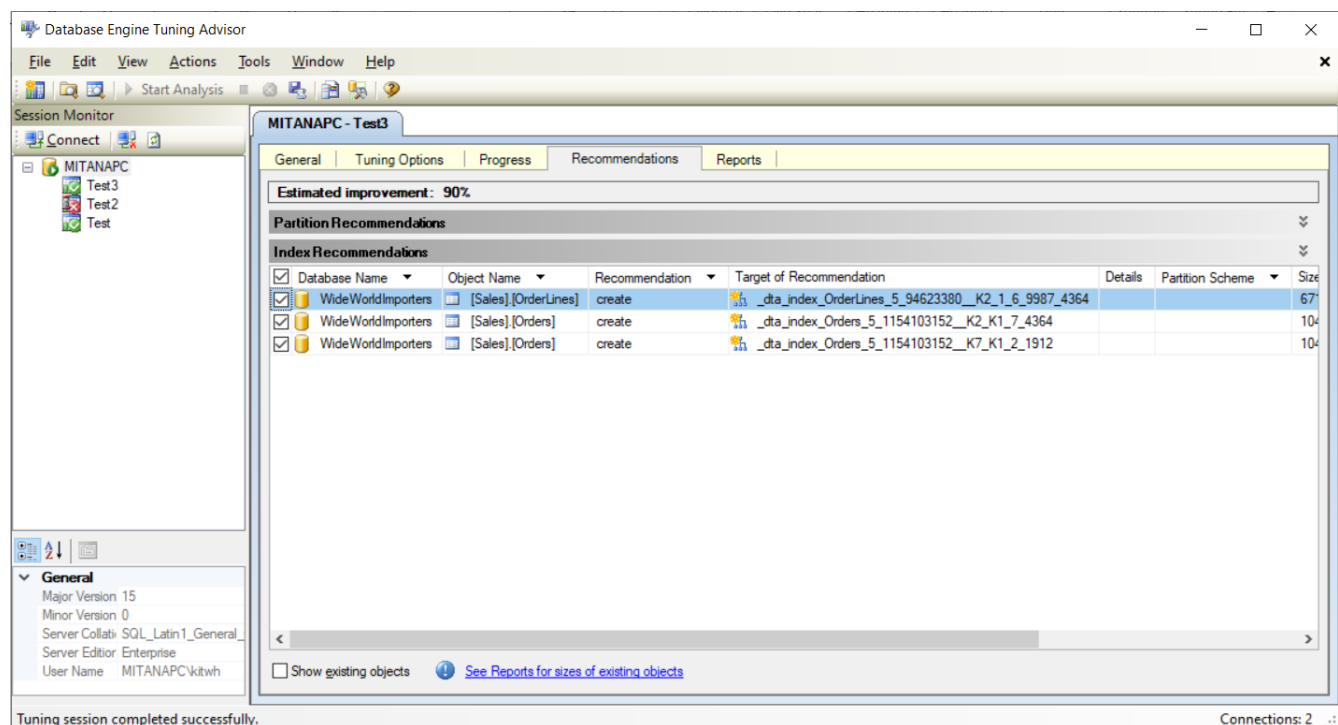 Database Engine Tuning Advisor
File Edit View Actions Tools Window Help
Start Analysis
Session Monitor
Connect
MITANAPC
Test3
Test2
Test
MITANAPC - Test3
General Tuning Options Progress Recommendations Reports
Estimated improvement: 90%
Partition Recommendations
Index Recommendations
Database Name Object Name Recommendation Target of Recommendation Details Partition Scheme Size
WideWorldImporters [Sales].[OrderLines] create _dta_index_OrderLines_5_94623380__K2_1_6_9987_4364 671
WideWorldImporters [Sales].[Orders] create _dta_index_Orders_5_1154103152__K2_K1_7_4364 104
WideWorldImporters [Sales].[Orders] create _dta_index_Orders_5_1154103152__K7_K1_2_1912 104
General
Major Version 15
Minor Version 0
Server Collati SQL_Latin1_General_
Server Edition Enterprise
User Name MITANAPC\kitwh
Show existing objects See Reports for sizes of existing objects
Tuning session completed successfully. Connections: 2